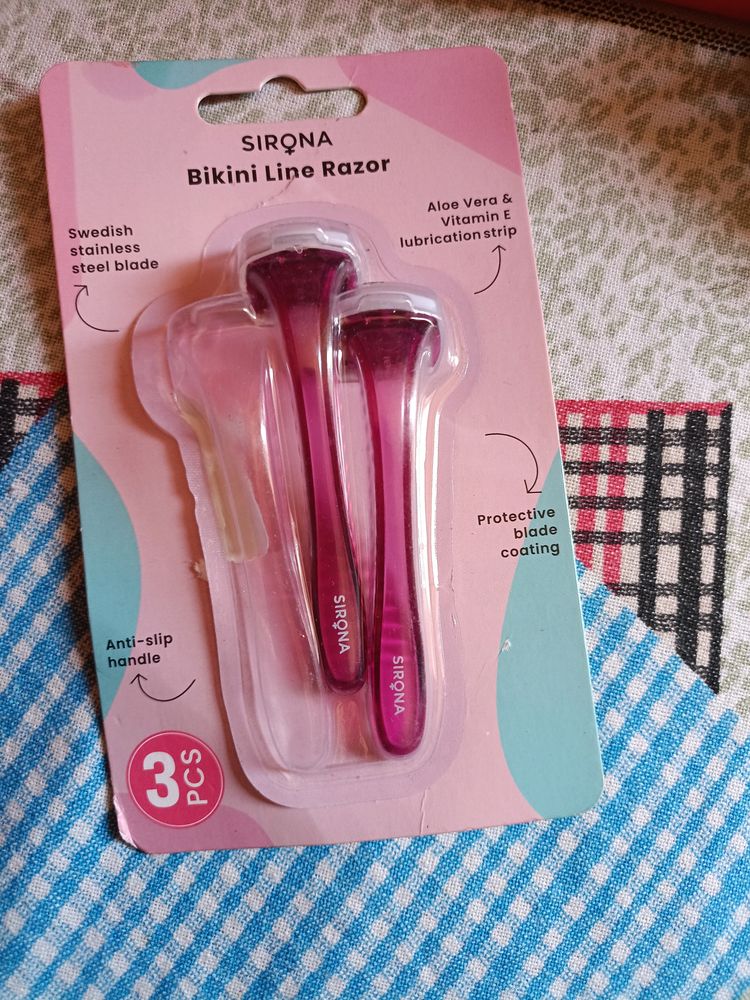 SIRONA
Bikini Line Razor
Swedish
stainless
steel blade
Aloe Vera &
Vitamin E
lubrication strip
Protective
blade
coating
Anti-slip
handle
3 PCS
SIRONA
SIRONA